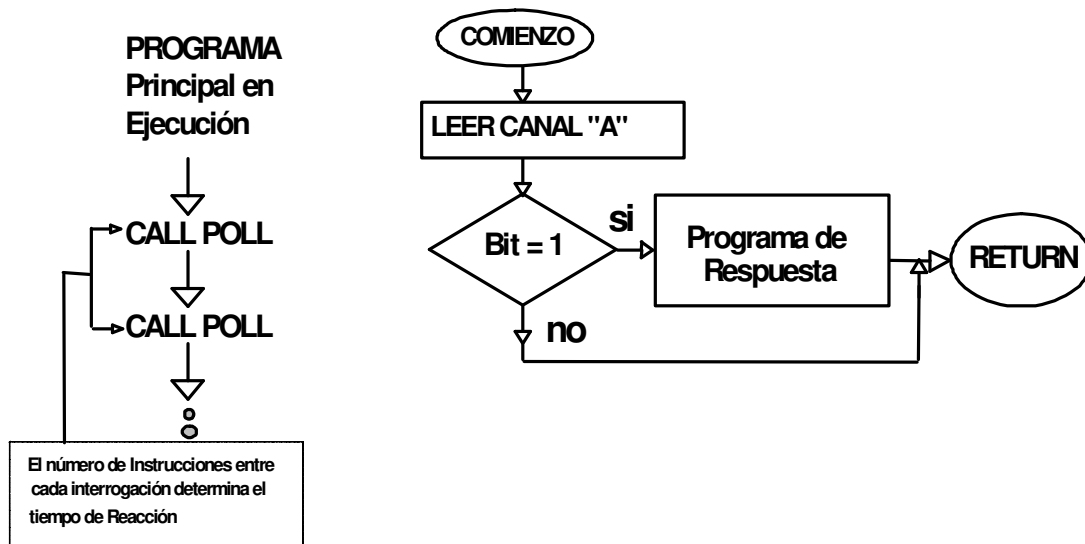 PROGRAMA
Principal en
Ejecución
CALL POLL
CALL POLL
El número de Instrucciones entre
cada interrogación determina el
tiempo de Reacción
COMIENZO
LEER CANAL "A"
Bit = 1
si
no
Programa de
Respuesta
RETURN